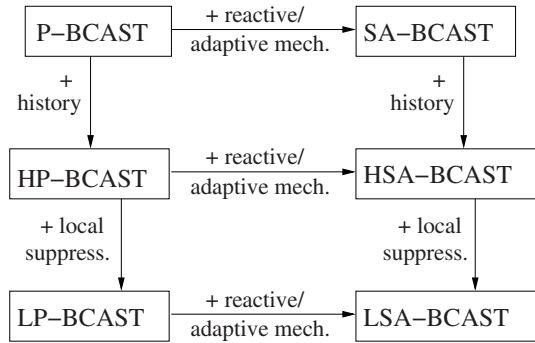 P–BCAST
+ reactive/
adaptive mech.
SA–BCAST
+
history
+
history
HP–BCAST
+ reactive/
adaptive mech.
HSA–BCAST
+ local
suppress.
+ local
suppress.
LP–BCAST
+ reactive/
adaptive mech.
LSA–BCAST